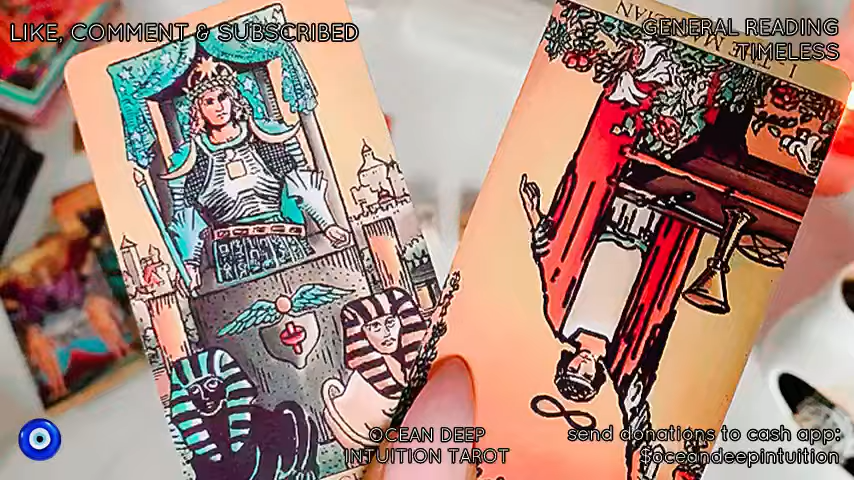 LIKE, COMMENT & SUBSCRIBED
GENERAL READING
TIMELESS
OCEAN DEEP
INTUITION TAROT
send donations to cash app:
$oceandeepintuition